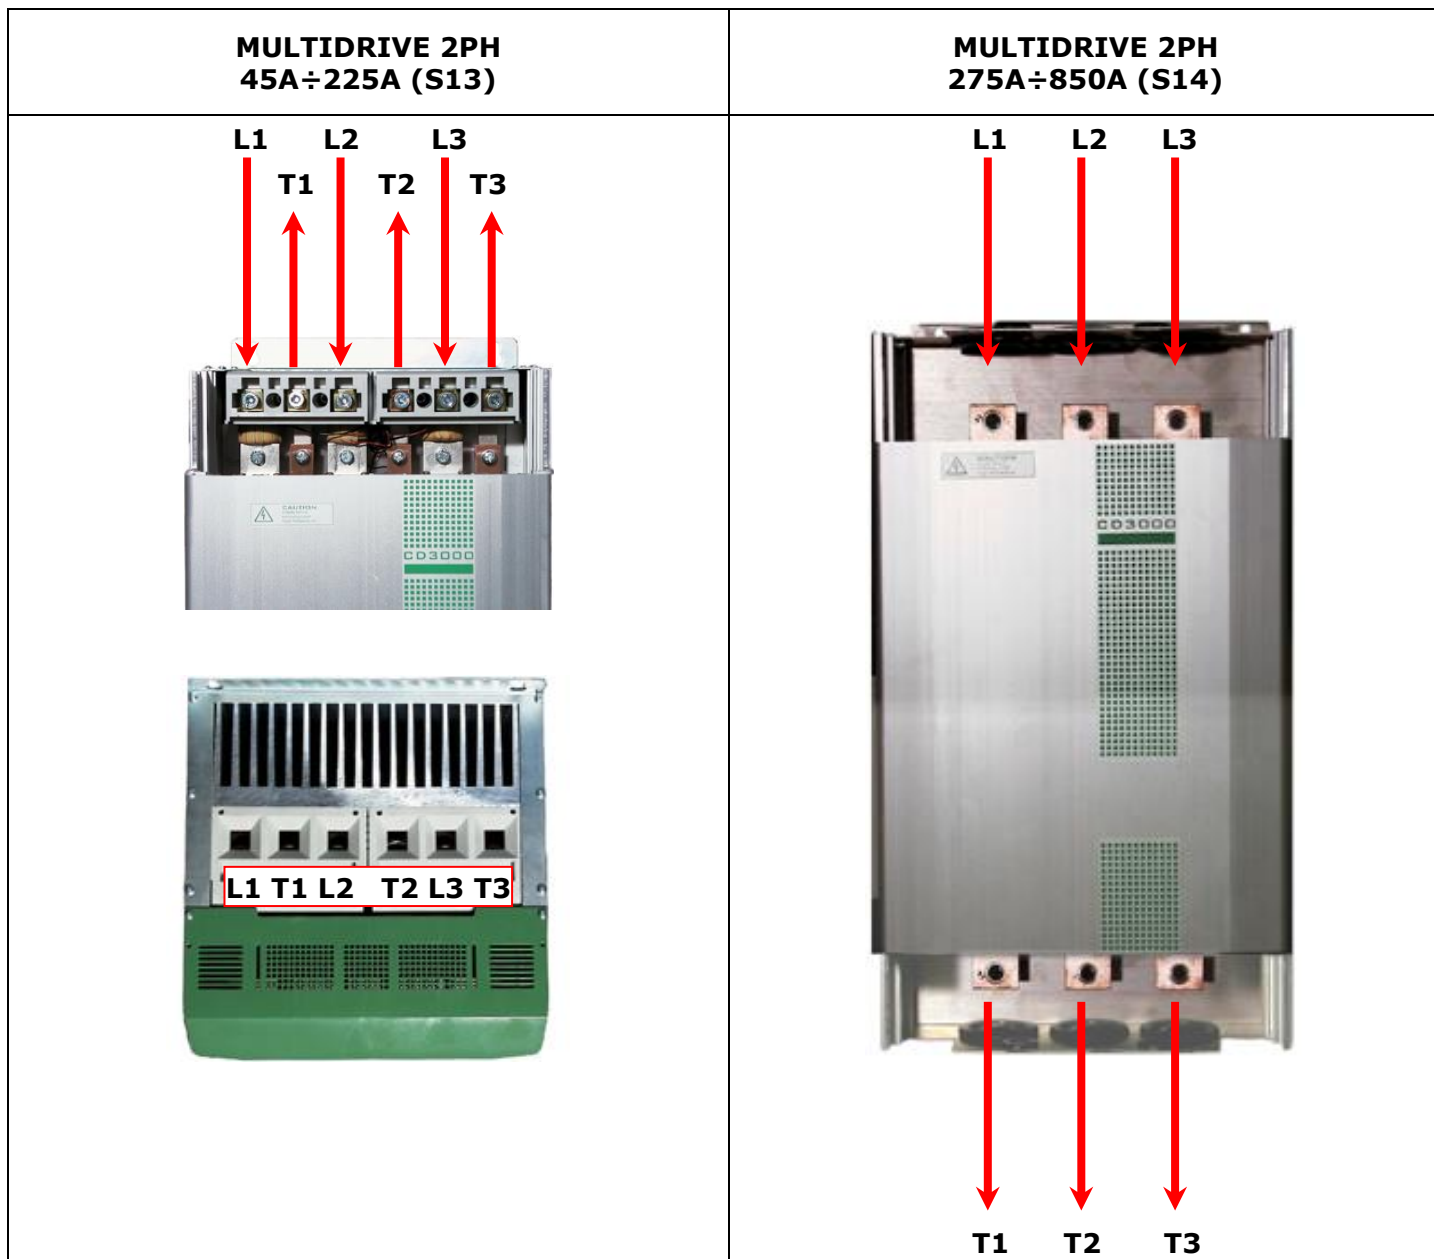 MULTIDRIVE 2PH
45A÷225A (S13)
MULTIDRIVE 2PH
275A÷850A (S14)
L1 L2 L3
T1 T2 T3
CAUTION
CD3000
L1 T1 L2 T2 L3 T3
L1 L2 L3
CD3000
T1 T2 T3